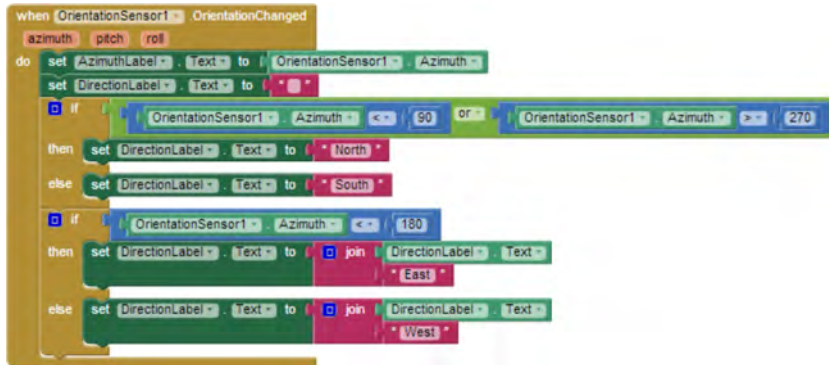 when OrientationSensor1 .OrientationChanged
azimuth pitch roll
do set AzimuthLabel . Text to OrientationSensor1 . Azimuth
set DirectionLabel . Text to " "
if OrientationSensor1 . Azimuth < 90 or OrientationSensor1 . Azimuth > 270
then set DirectionLabel . Text to " North "
else set DirectionLabel . Text to " South "
if OrientationSensor1 . Azimuth < 180
then set DirectionLabel . Text to join DirectionLabel . Text
" East "
else set DirectionLabel . Text to join DirectionLabel . Text
" West "